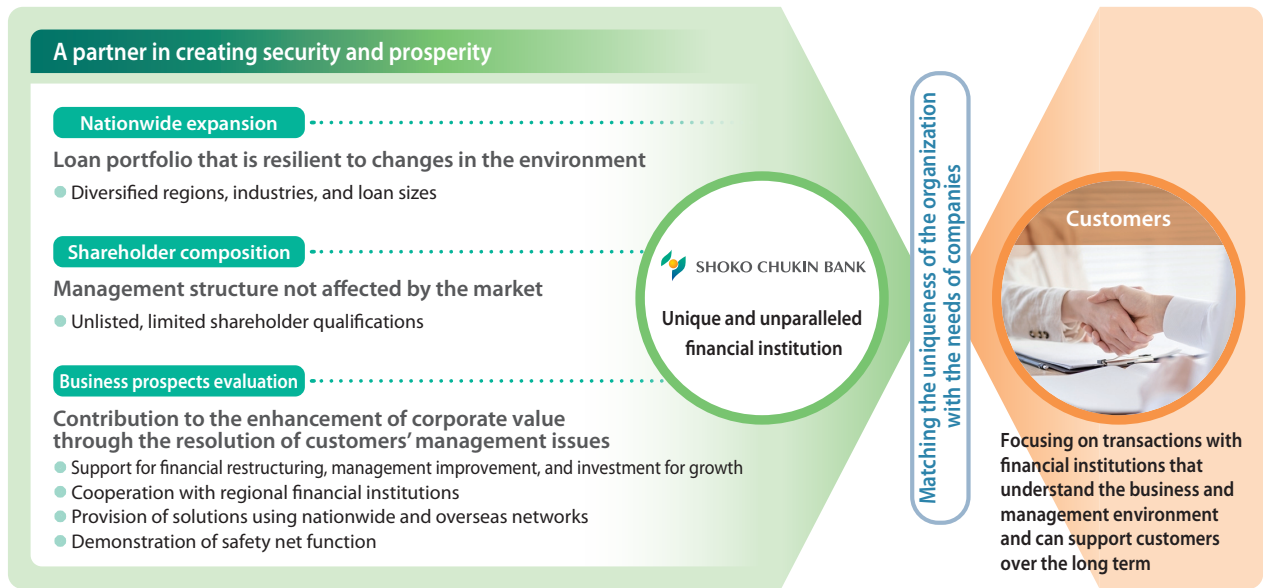 A partner in creating security and prosperity
Nationwide expansion
Loan portfolio that is resilient to changes in the environment
Diversified regions, industries, and loan sizes
Shareholder composition
Management structure not affected by the market
Unlisted, limited shareholder qualifications
Business prospects evaluation
Contribution to the enhancement of corporate value
through the resolution of customers' management issues
Support for financial restructuring, management improvement, and investment for growth
Cooperation with regional financial institutions
Provision of solutions using nationwide and overseas networks
Demonstration of safety net function
SHOKO CHUKIN BANK
Unique and unparalleled
financial institution
Matching the uniqueness of the organization
with the needs of companies
Customers
Focusing on transactions with
financial institutions that
understand the business and
management environment
and can support customers
over the long term